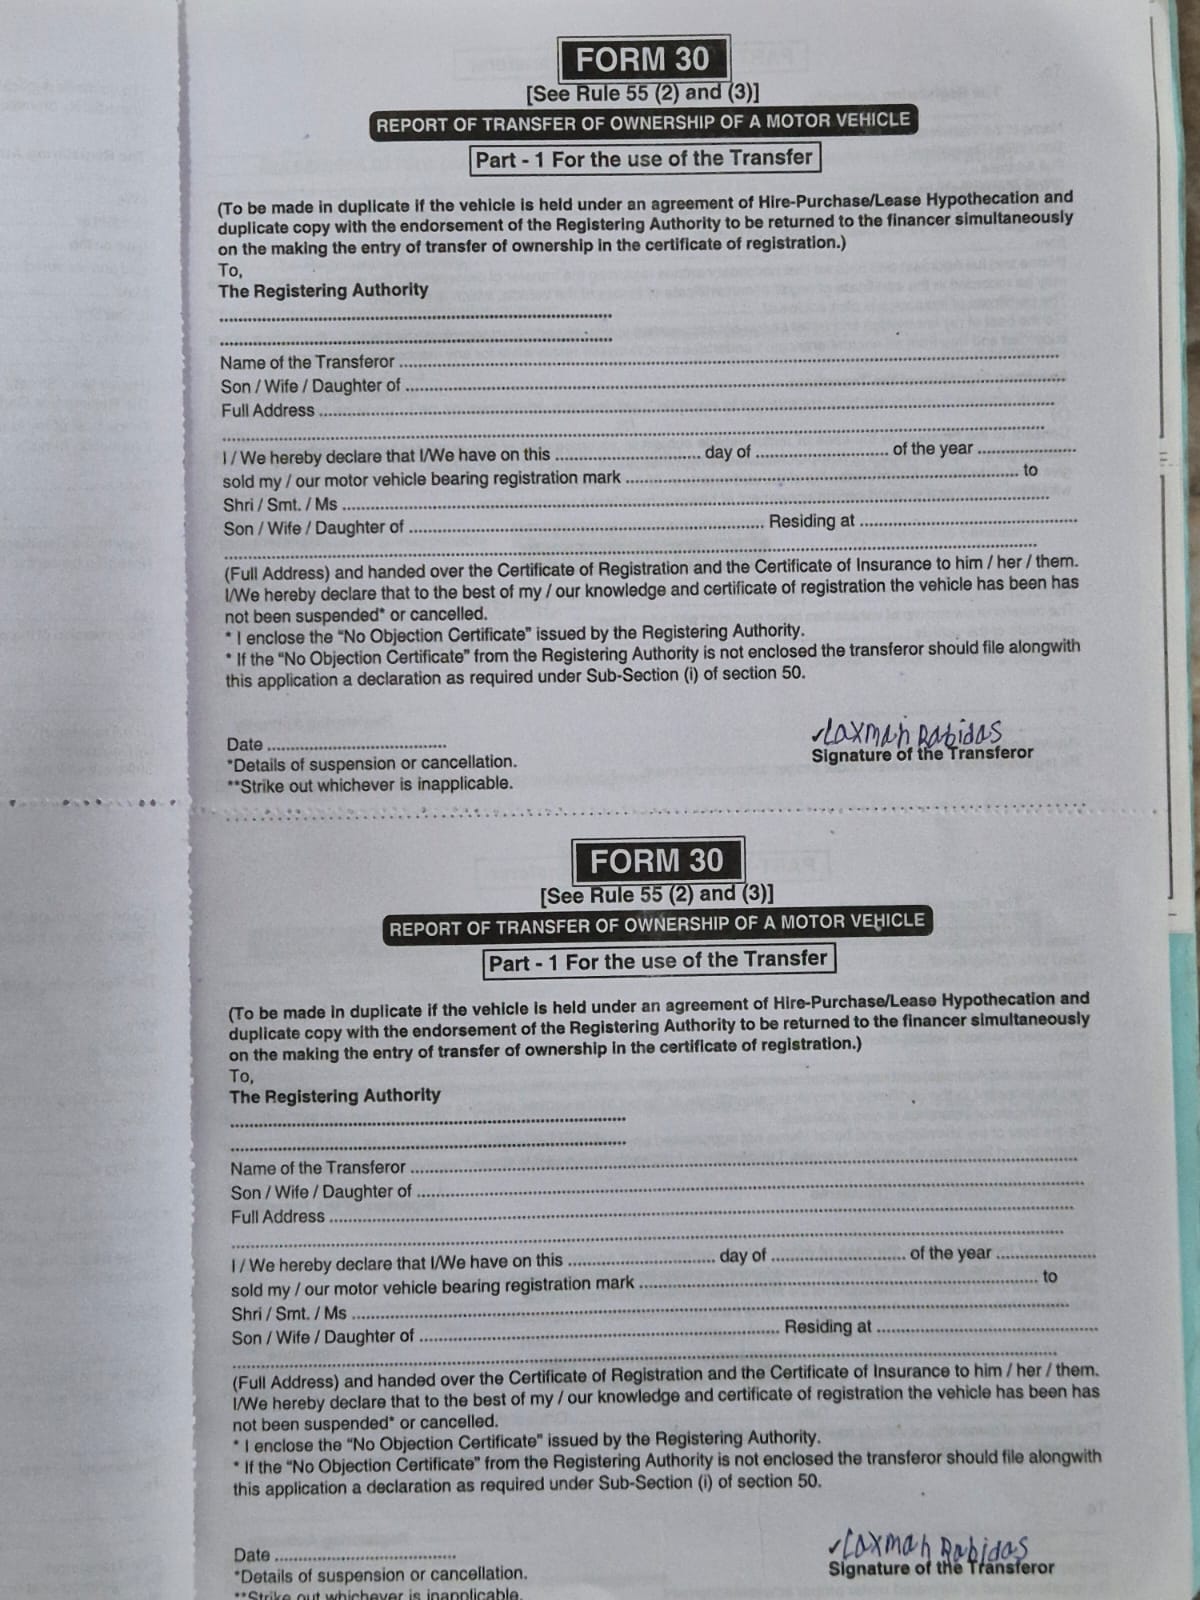 FORM 30
[See Rule 55 (2) and (3)]
REPORT OF TRANSFER OF OWNERSHIP OF A MOTOR VEHICLE
Part - 1 For the use of the Transfer
(To be made in duplicate if the vehicle is held under an agreement of Hire-Purchase/Lease Hypothecation and
duplicate copy with the endorsement of the Registering Authority to be returned to the financer simultaneously
on the making the entry of transfer of ownership in the certificate of registration.)
To,
The Registering Authority
Name of the Transferor
Son / Wife / Daughter of
Full Address
I / We hereby declare that I/We have on this ........................... day of ........................... of the year ....................
sold my / our motor vehicle bearing registration mark .................................................. to
Shri / Smt. / Ms
Son / Wife / Daughter of .................................................. Residing at ..............................
(Full Address) and handed over the Certificate of Registration and the Certificate of Insurance to him / her / them.
I/We hereby declare that to the best of my / our knowledge and certificate of registration the vehicle has been has
not been suspended* or cancelled.
* I enclose the “No Objection Certificate” issued by the Registering Authority.
* If the “No Objection Certificate” from the Registering Authority is not enclosed the transferor should file alongwith
this application a declaration as required under Sub-Section (i) of section 50.
Laxman Rabidas
Date .............................. Signature of the Transferor
*Details of suspension or cancellation.
**Strike out whichever is inapplicable.
FORM 30
[See Rule 55 (2) and (3)]
REPORT OF TRANSFER OF OWNERSHIP OF A MOTOR VEHICLE
Part - 1 For the use of the Transfer
(To be made in duplicate if the vehicle is held under an agreement of Hire-Purchase/Lease Hypothecation and
duplicate copy with the endorsement of the Registering Authority to be returned to the financer simultaneously
on the making the entry of transfer of ownership in the certificate of registration.)
To,
The Registering Authority
Name of the Transferor
Son / Wife / Daughter of
Full Address
I / We hereby declare that I/We have on this ........................... day of ........................... of the year ....................
sold my / our motor vehicle bearing registration mark .................................................. to
Shri / Smt. / Ms
Son / Wife / Daughter of .................................................. Residing at ..............................
(Full Address) and handed over the Certificate of Registration and the Certificate of Insurance to him / her / them.
I/We hereby declare that to the best of my / our knowledge and certificate of registration the vehicle has been has
not been suspended* or cancelled.
* I enclose the “No Objection Certificate” issued by the Registering Authority.
* If the “No Objection Certificate” from the Registering Authority is not enclosed the transferor should file alongwith
this application a declaration as required under Sub-Section (i) of section 50.
Laxman Rabidas
Date .............................. Signature of the Transferor
*Details of suspension or cancellation.
**Strike out whichever is inapplicable.